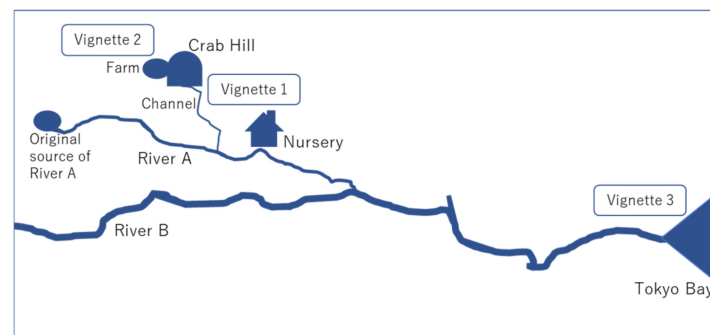 Vignette 2
Crab Hill
Farm
Vignette 1
Channel
Original
source of
River A
River A
Nursery
Vignette 3
River B
Tokyo Bay